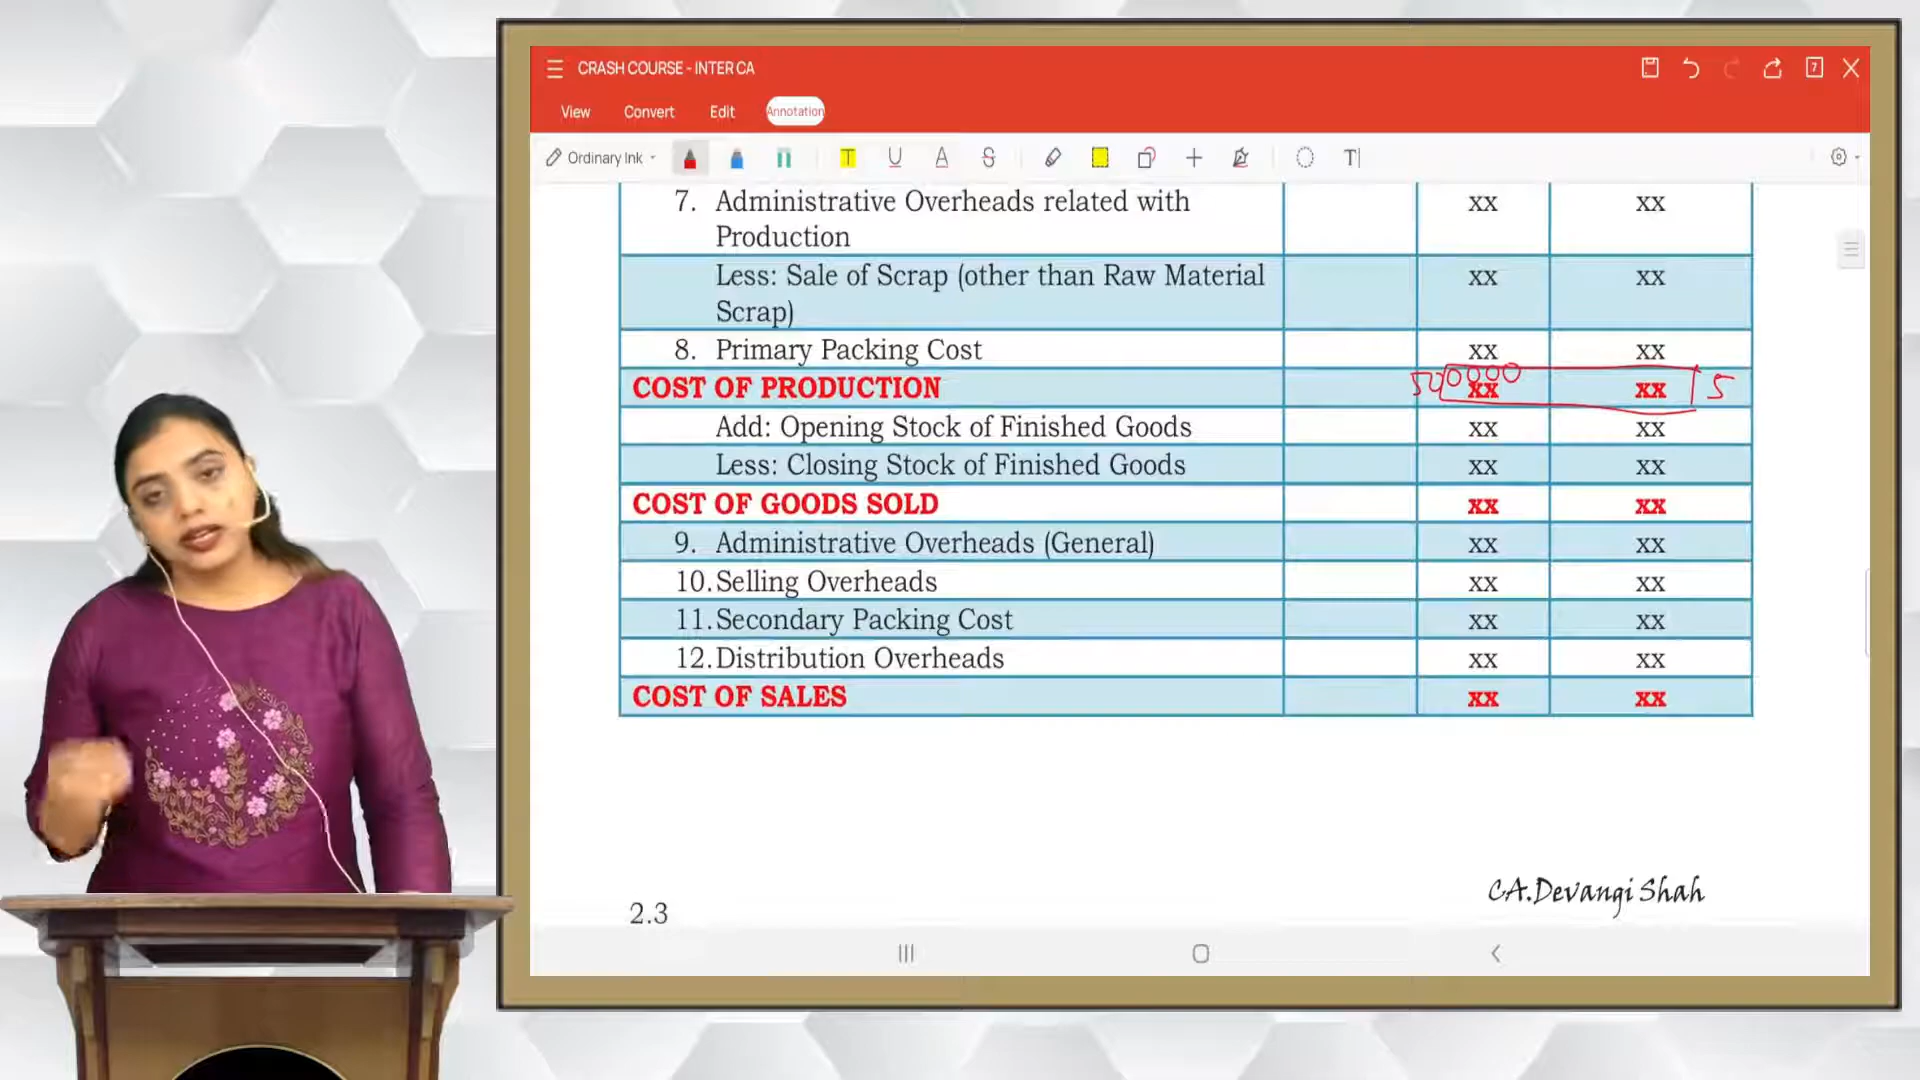 CRASH COURSE - INTER CA
View Convert Edit Annotation
Ordinary Ink
7. Administrative Overheads related with Production xx xx
Less: Sale of Scrap (other than Raw Material Scrap) xx xx
8. Primary Packing Cost xx xx
COST OF PRODUCTION xx xx 5
Add: Opening Stock of Finished Goods xx xx
Less: Closing Stock of Finished Goods xx xx
COST OF GOODS SOLD xx xx
9. Administrative Overheads (General) xx xx
10. Selling Overheads xx xx
11. Secondary Packing Cost xx xx
12. Distribution Overheads xx xx
COST OF SALES xx xx
CA.Devangi Shah
2.3